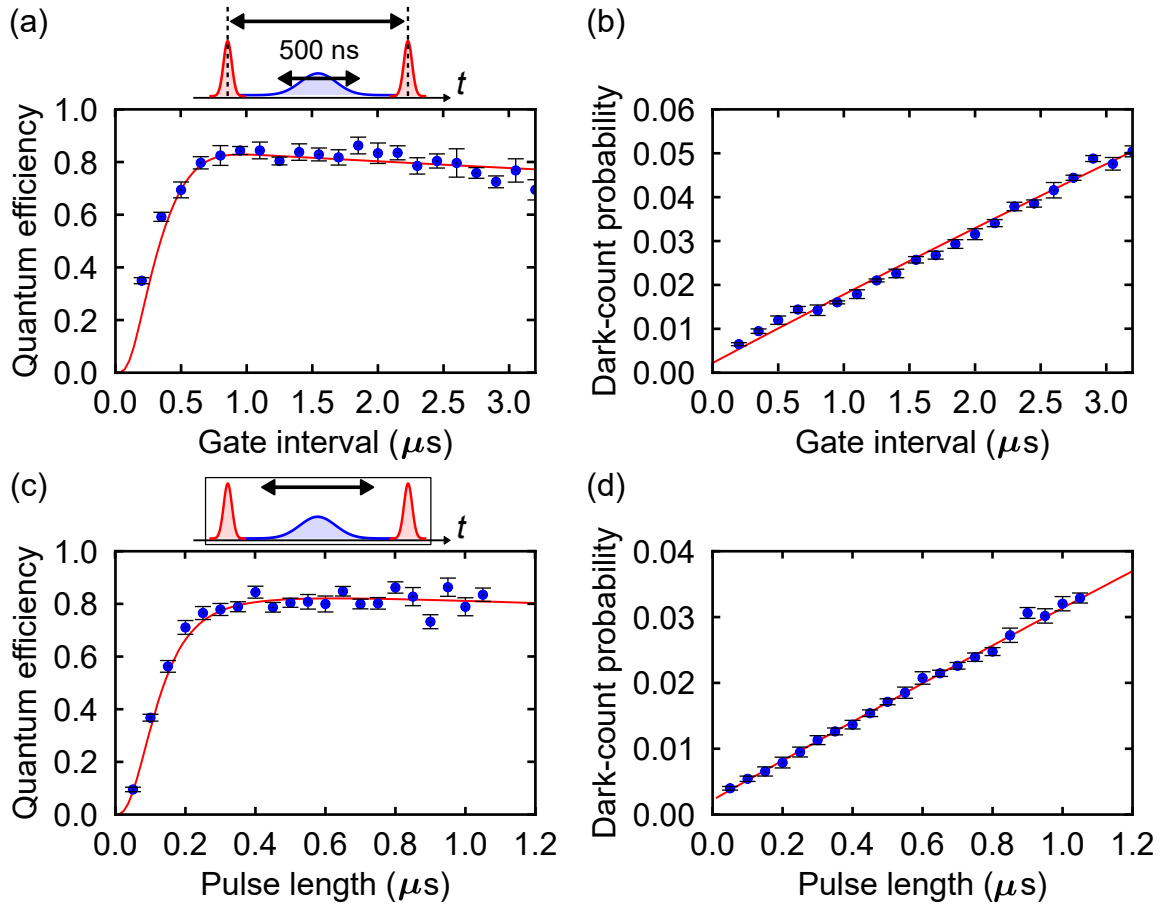 (a)
500 ns
t
Quantum efficiency
1.0
0.8
0.6
0.4
0.2
0.0
0.0 0.5 1.0 1.5 2.0 2.5 3.0
Gate interval (μs)
(b)
Dark-count probability
0.06
0.05
0.04
0.03
0.02
0.01
0.00
0.0 0.5 1.0 1.5 2.0 2.5 3.0
Gate interval (μs)
(c)
t
Quantum efficiency
1.0
0.8
0.6
0.4
0.2
0.0
0.0 0.2 0.4 0.6 0.8 1.0 1.2
Pulse length (μs)
(d)
Dark-count probability
0.04
0.03
0.02
0.01
0.00
0.0 0.2 0.4 0.6 0.8 1.0 1.2
Pulse length (μs)